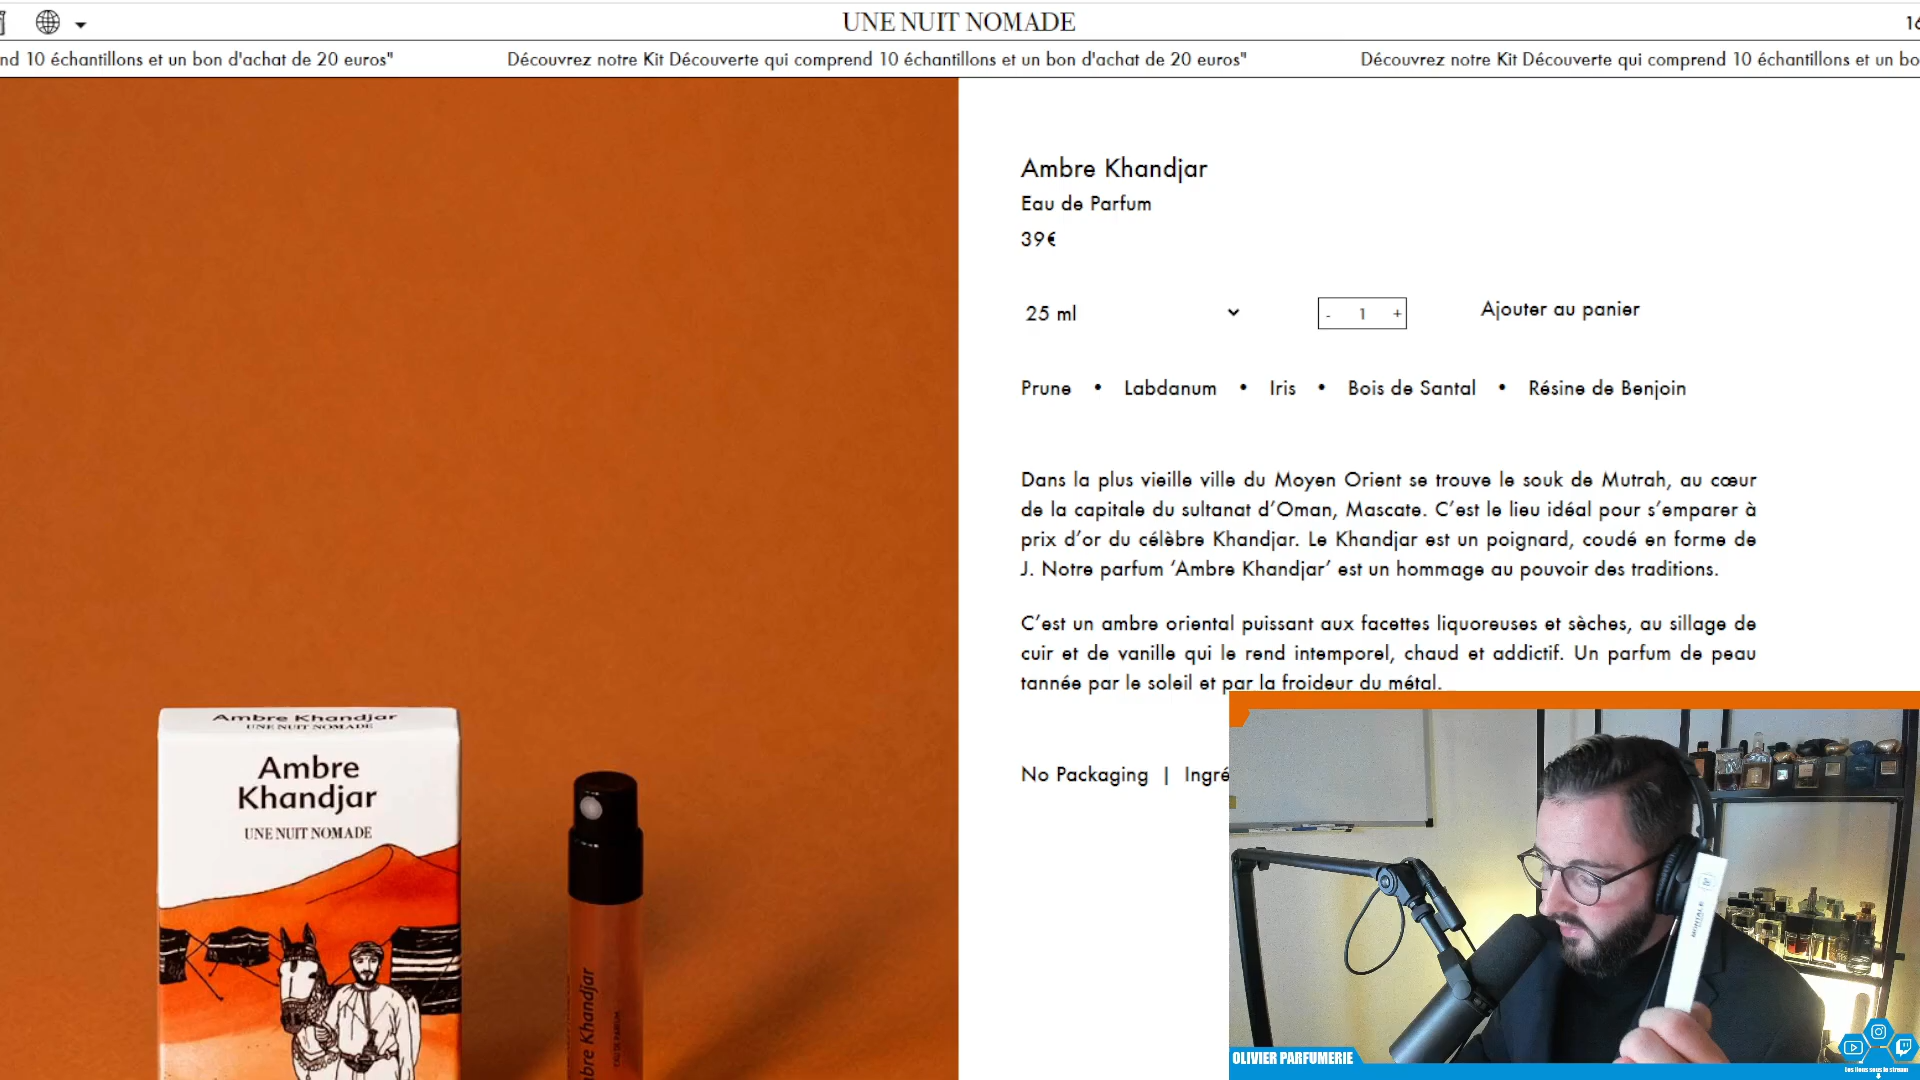 UNE NUIT NOMADE
16
nd 10 échantillons et un bon d'achat de 20 euros" Découvrez notre Kit Découverte qui comprend 10 échantillons et un bon d'achat de 20 euros" Découvrez notre Kit Découverte qui comprend 10 échantillons et un bo
Ambre Khandjar
Eau de Parfum
39€
25 ml - 1 + Ajouter au panier
Prune • Labdanum • Iris • Bois de Santal • Résine de Benjoin
Dans la plus vieille ville du Moyen Orient se trouve le souk de Mutrah, au cœur
de la capitale du sultanat d’Oman, Mascate. C’est le lieu idéal pour s’emparer à
prix d’or du célèbre Khandjar. Le Khandjar est un poignard, coudé en forme de
J. Notre parfum ‘Ambre Khandjar’ est un hommage au pouvoir des traditions.
C’est un ambre oriental puissant aux facettes liquoreuses et sèches, au sillage de
cuir et de vanille qui le rend intemporel, chaud et addictif. Un parfum de peau
tannée par le soleil et par la froideur du métal.
No Packaging | Ingré
Ambre Khandjar
UNE NUIT NOMADE
Ambre
Khandjar
UNE NUIT NOMADE
bre Khandjar
OLIVIER PARFUMERIE
Les liens sous le stream